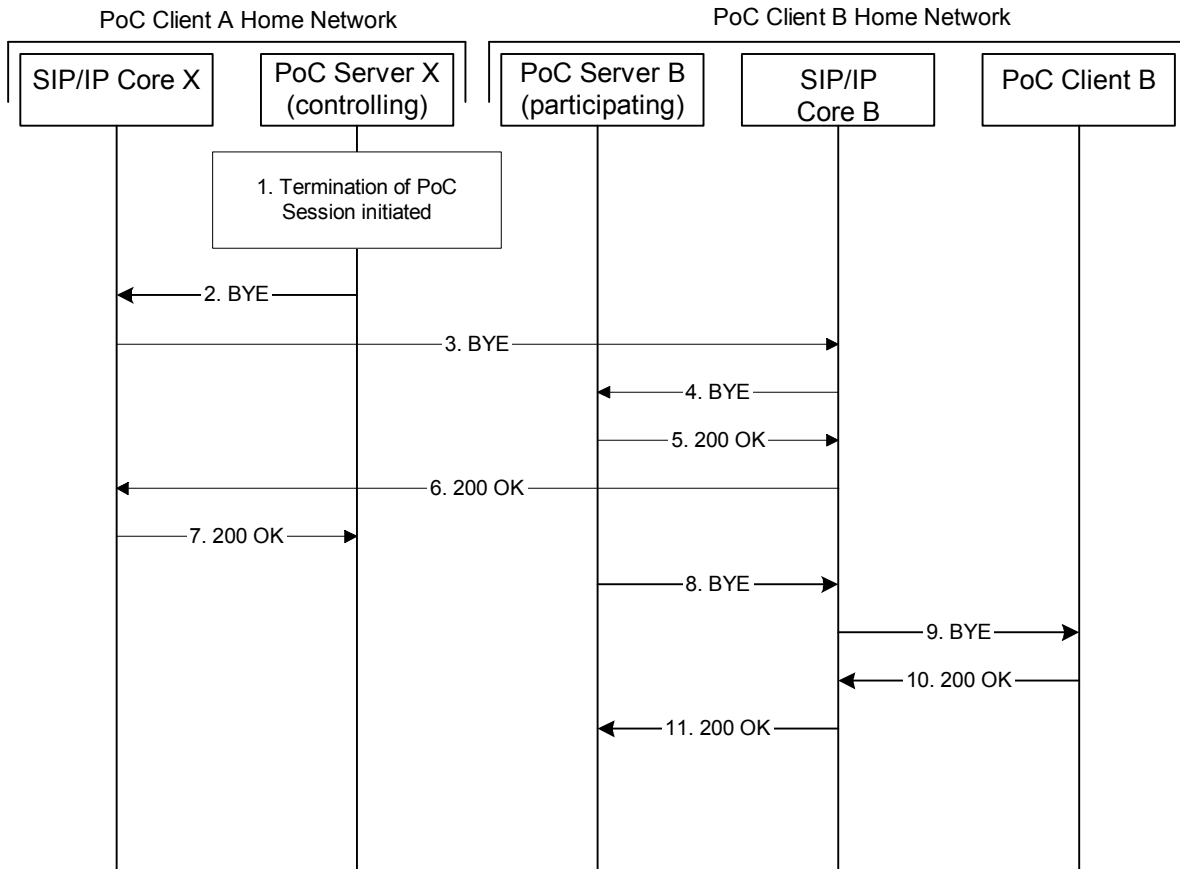 PoC Client A Home Network
PoC Client B Home Network
SIP/IP Core X
PoC Server X
(controlling)
PoC Server B
(participating)
SIP/IP
Core B
PoC Client B
1. Termination of PoC
Session initiated
2. BYE
3. BYE
4. BYE
5. 200 OK
6. 200 OK
7. 200 OK
8. BYE
9. BYE
10. 200 OK
11. 200 OK